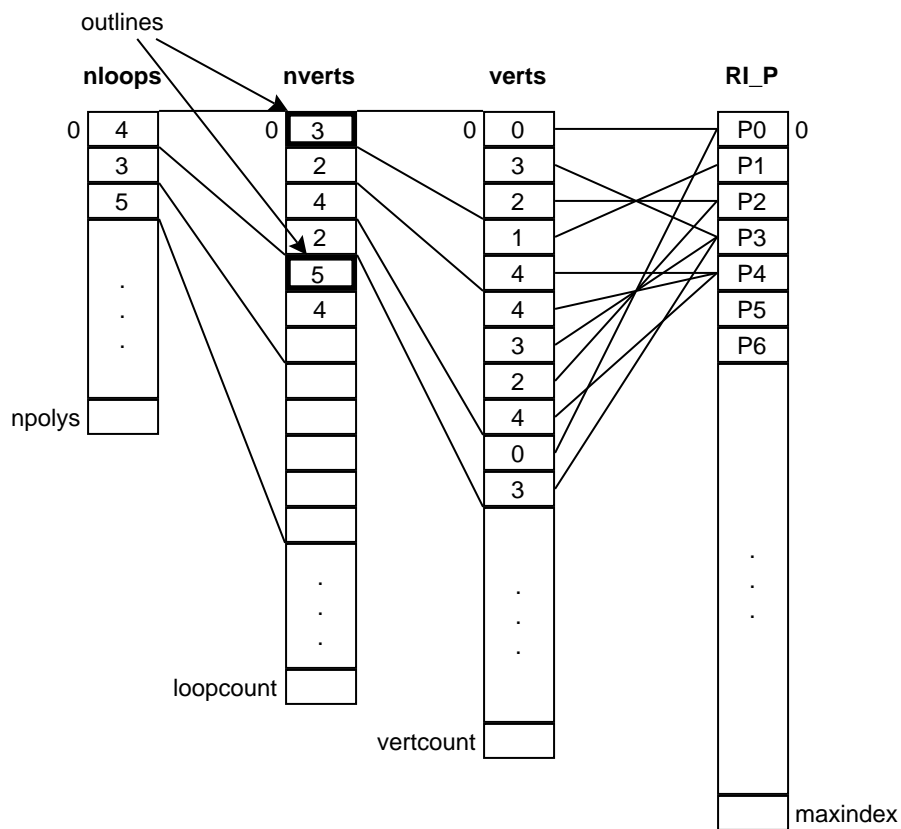 outlines
nloops nverts verts RI_P
0 4 0 3 0 0 P0 0
3 2 3 P1
5 4 2 P2
2 1 P3
5 4 P4
4 4 P5
3 P6
2
npolys 4
0
3
loopcount
vertcount
maxindex